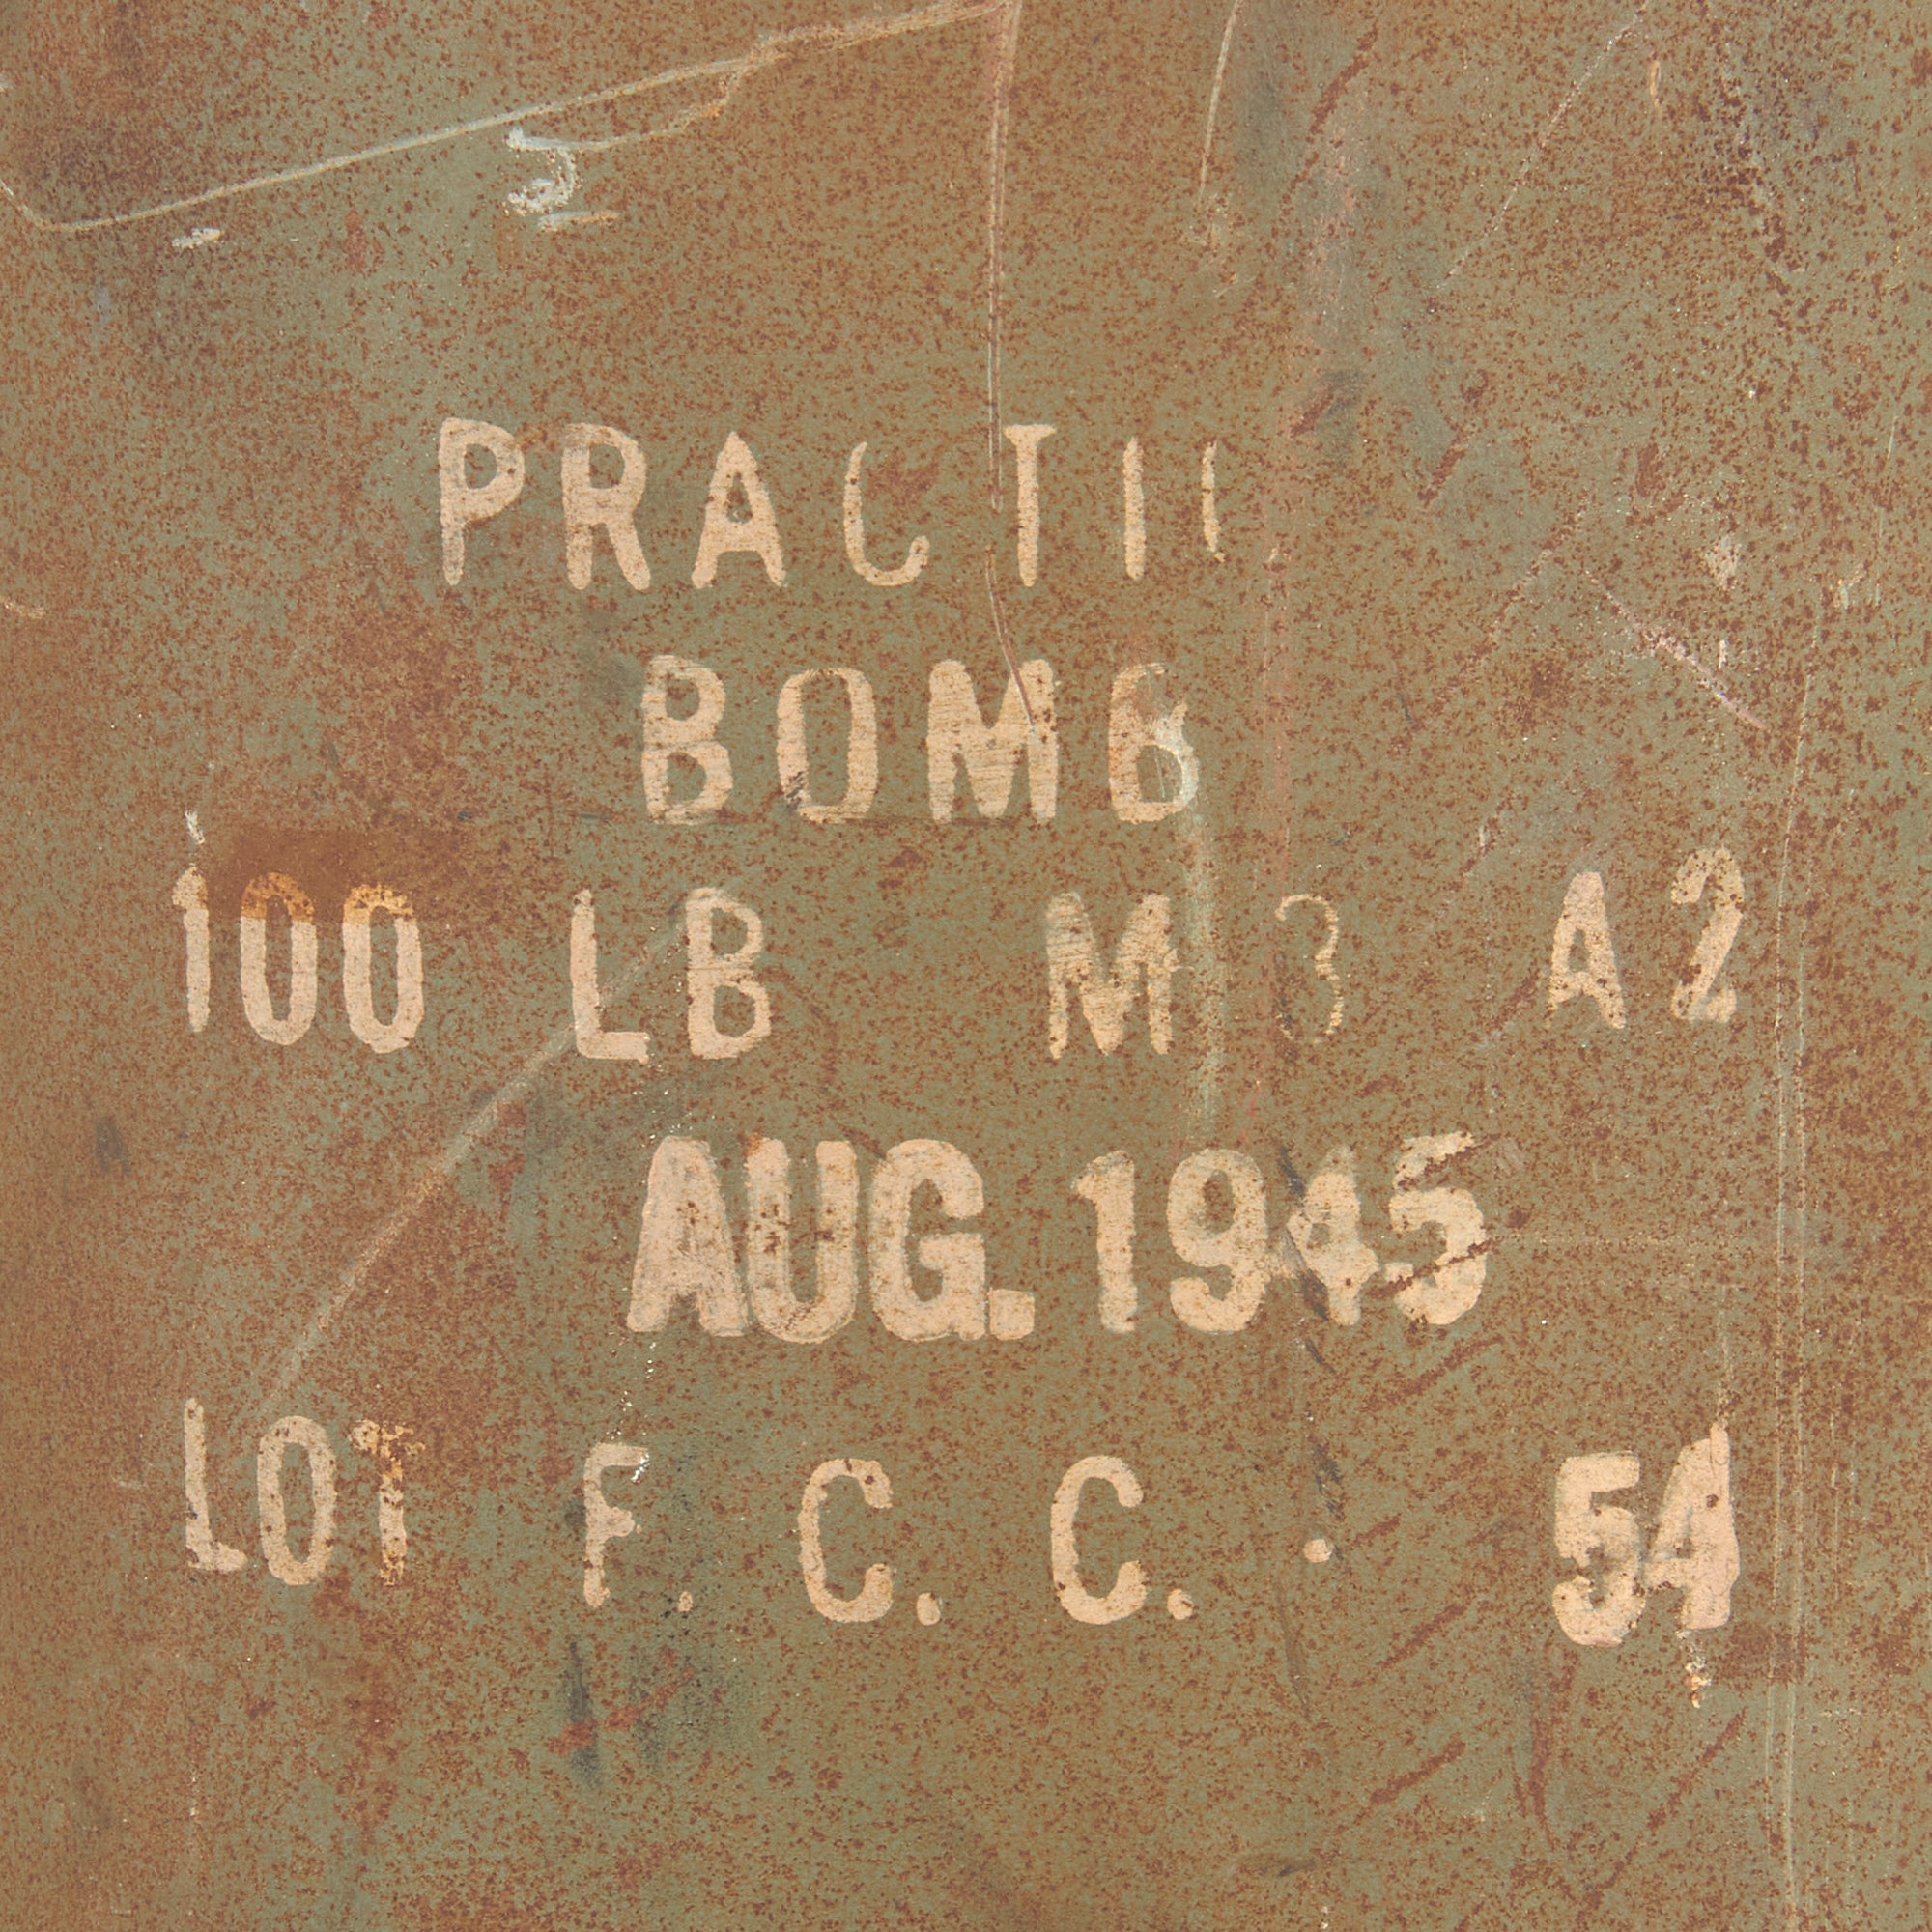 PRACTIC
BOMB
100 LB M 3 A2
AUG. 1945
LOT F. C. C. . 54